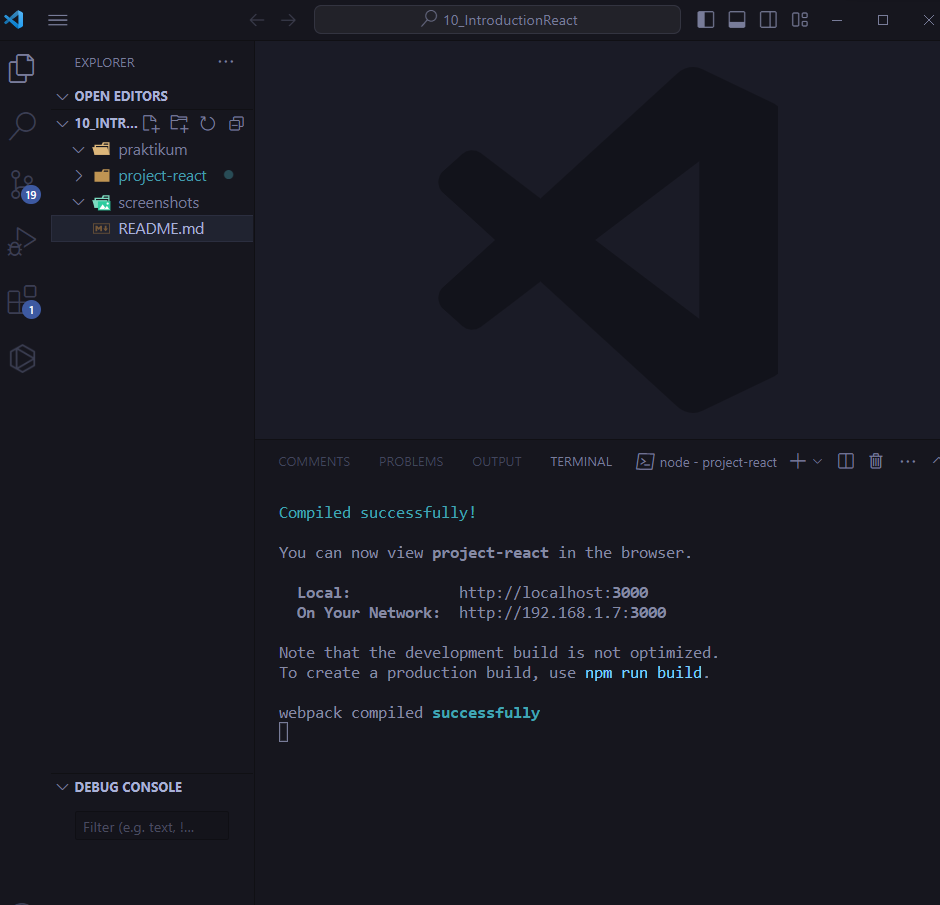 10_IntroductionReact
EXPLORER
OPEN EDITORS
10_INTR...
praktikum
project-react
screenshots
README.md
19
1
COMMENTS PROBLEMS OUTPUT TERMINAL node - project-react
Compiled successfully!
You can now view project-react in the browser.
Local: http://localhost:3000
On Your Network: http://192.168.1.7:3000
Note that the development build is not optimized.
To create a production build, use npm run build.
webpack compiled successfully
DEBUG CONSOLE
Filter (e.g. text, !...